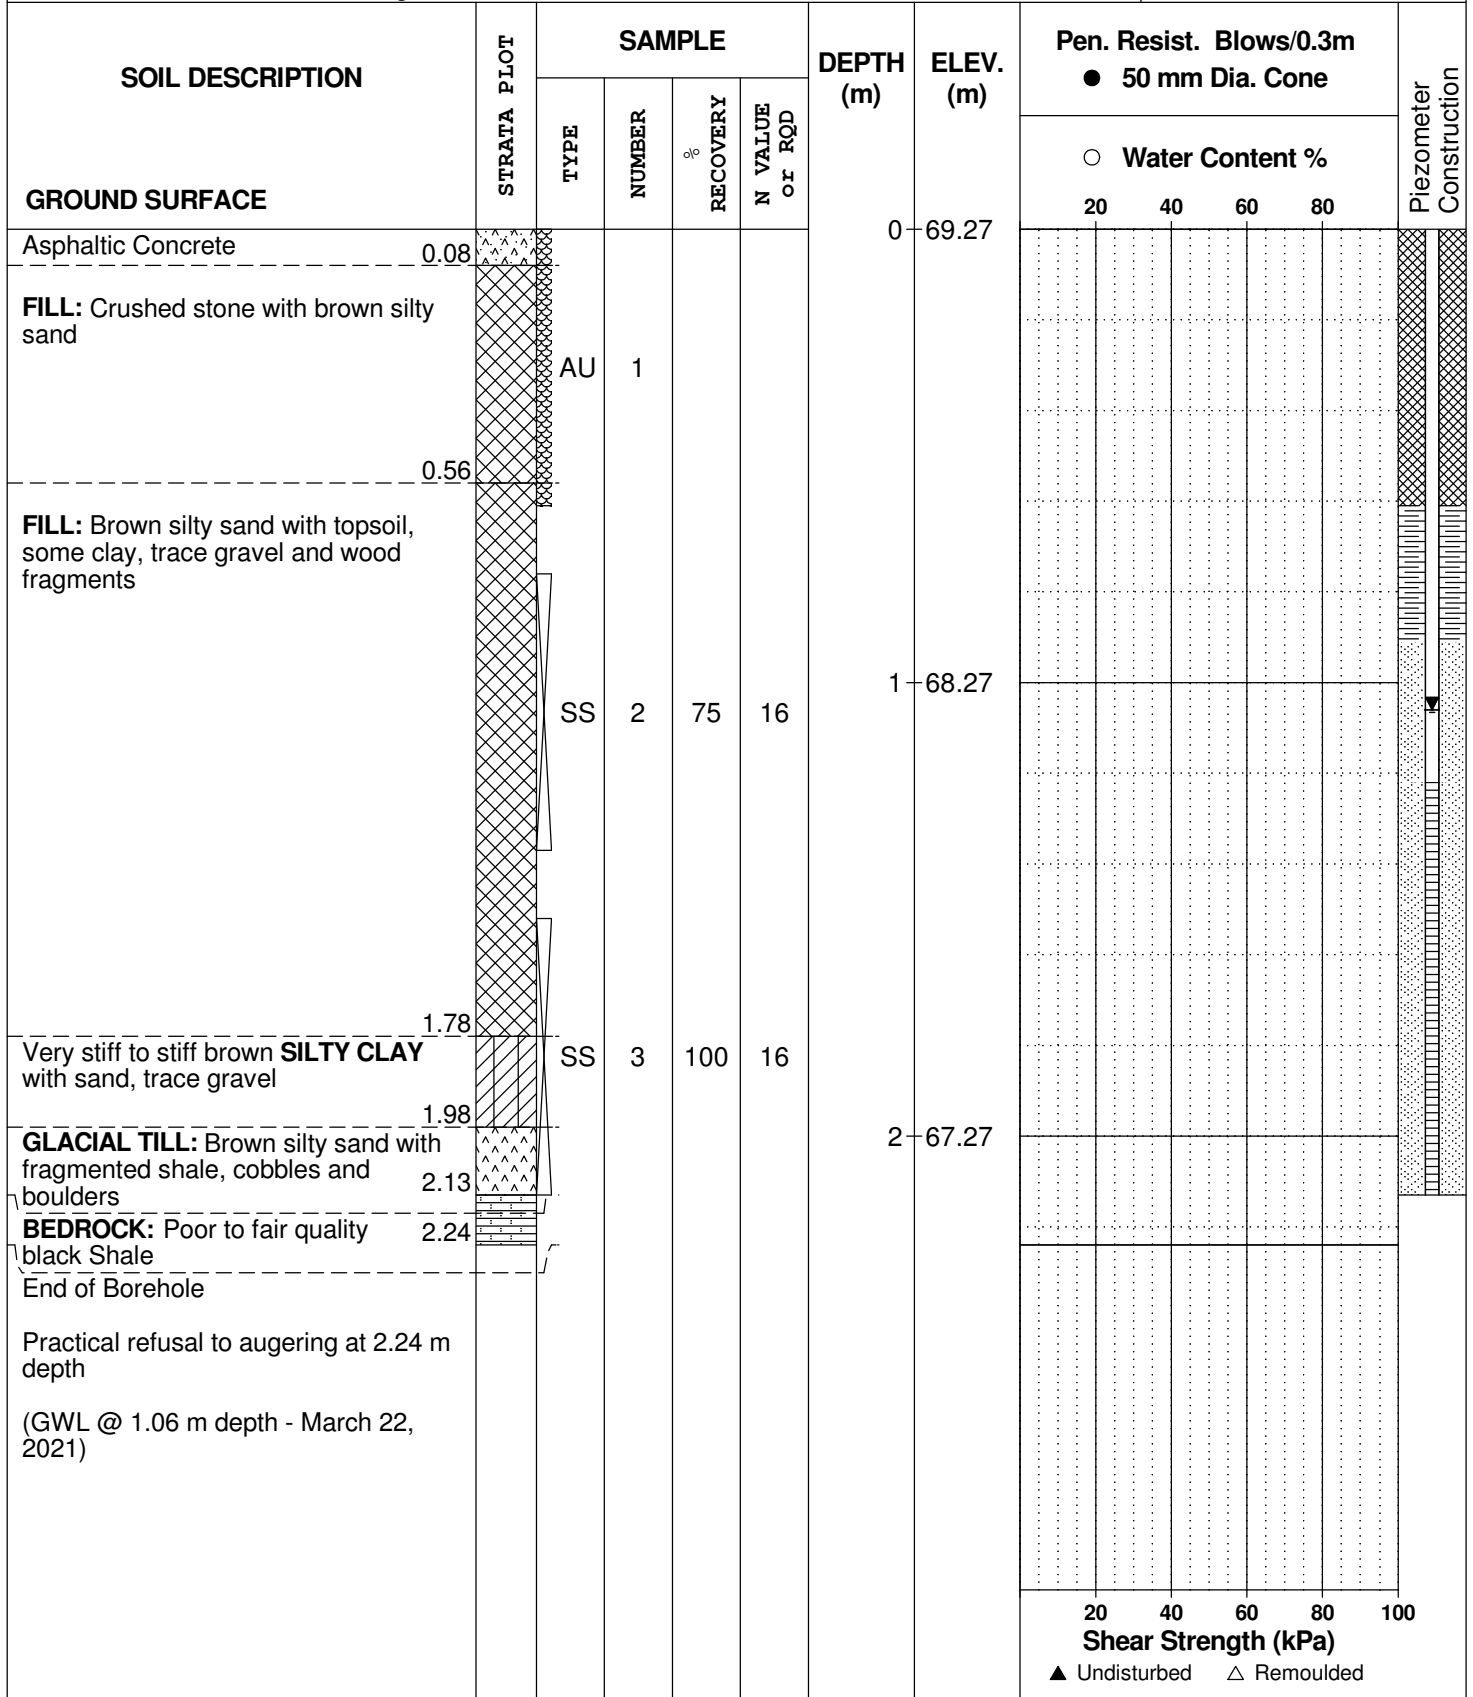 SOIL DESCRIPTION
GROUND SURFACE
STRATA PLOT
SAMPLE
TYPE
NUMBER
% RECOVERY
N VALUE or RQD
DEPTH (m)
ELEV. (m)
Pen. Resist. Blows/0.3m
● 50 mm Dia. Cone
○ Water Content %
20 40 60 80
Piezometer Construction
0 69.27
Asphaltic Concrete 0.08
FILL: Crushed stone with brown silty
sand
AU 1
0.56
FILL: Brown silty sand with topsoil,
some clay, trace gravel and wood
fragments
1 68.27
SS 2 75 16
1.78
Very stiff to stiff brown SILTY CLAY
with sand, trace gravel
SS 3 100 16
1.98
2 67.27
GLACIAL TILL: Brown silty sand with
fragmented shale, cobbles and
boulders 2.13
BEDROCK: Poor to fair quality 2.24
black Shale
End of Borehole
Practical refusal to augering at 2.24 m
depth
(GWL @ 1.06 m depth - March 22,
2021)
20 40 60 80 100
Shear Strength (kPa)
▲ Undisturbed △ Remoulded